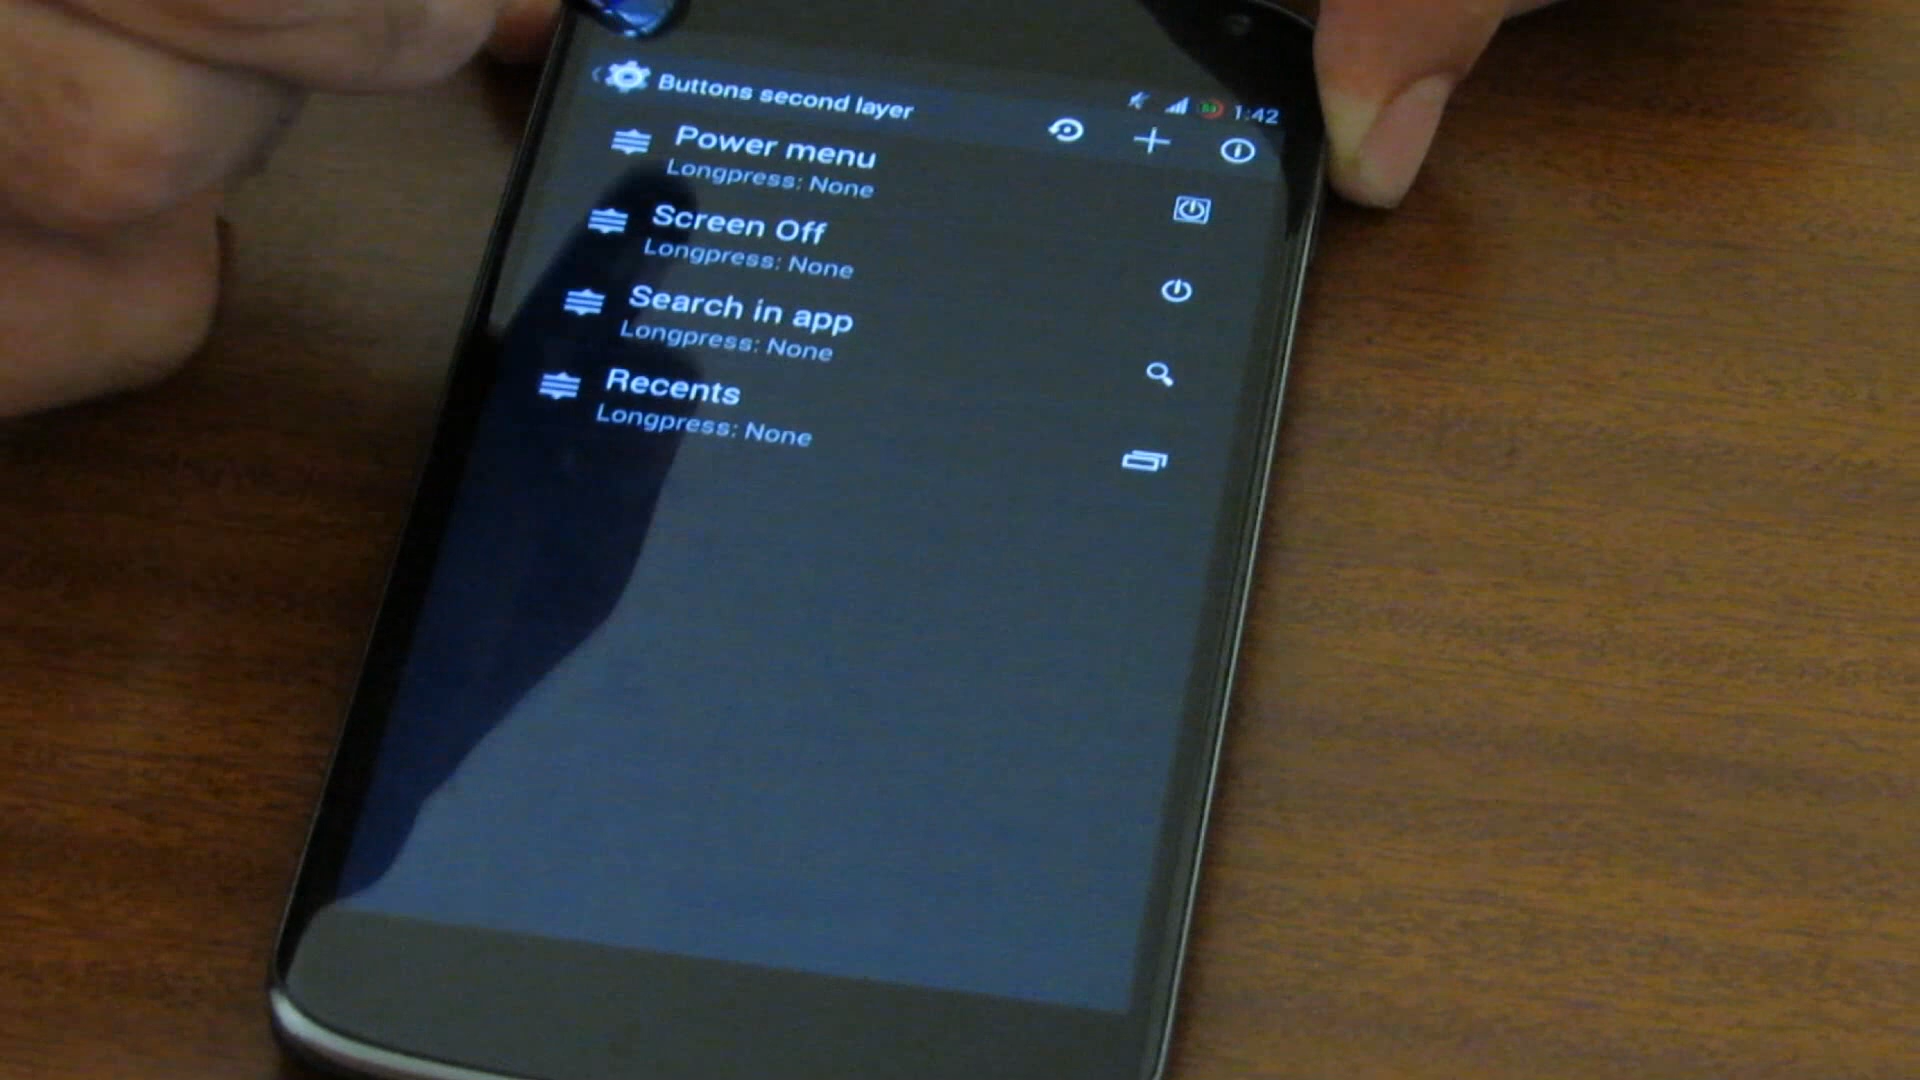 1:42
Buttons second layer
Power menu
Longpress: None
Screen Off
Longpress: None
Search in app
Longpress: None
Recents
Longpress: None